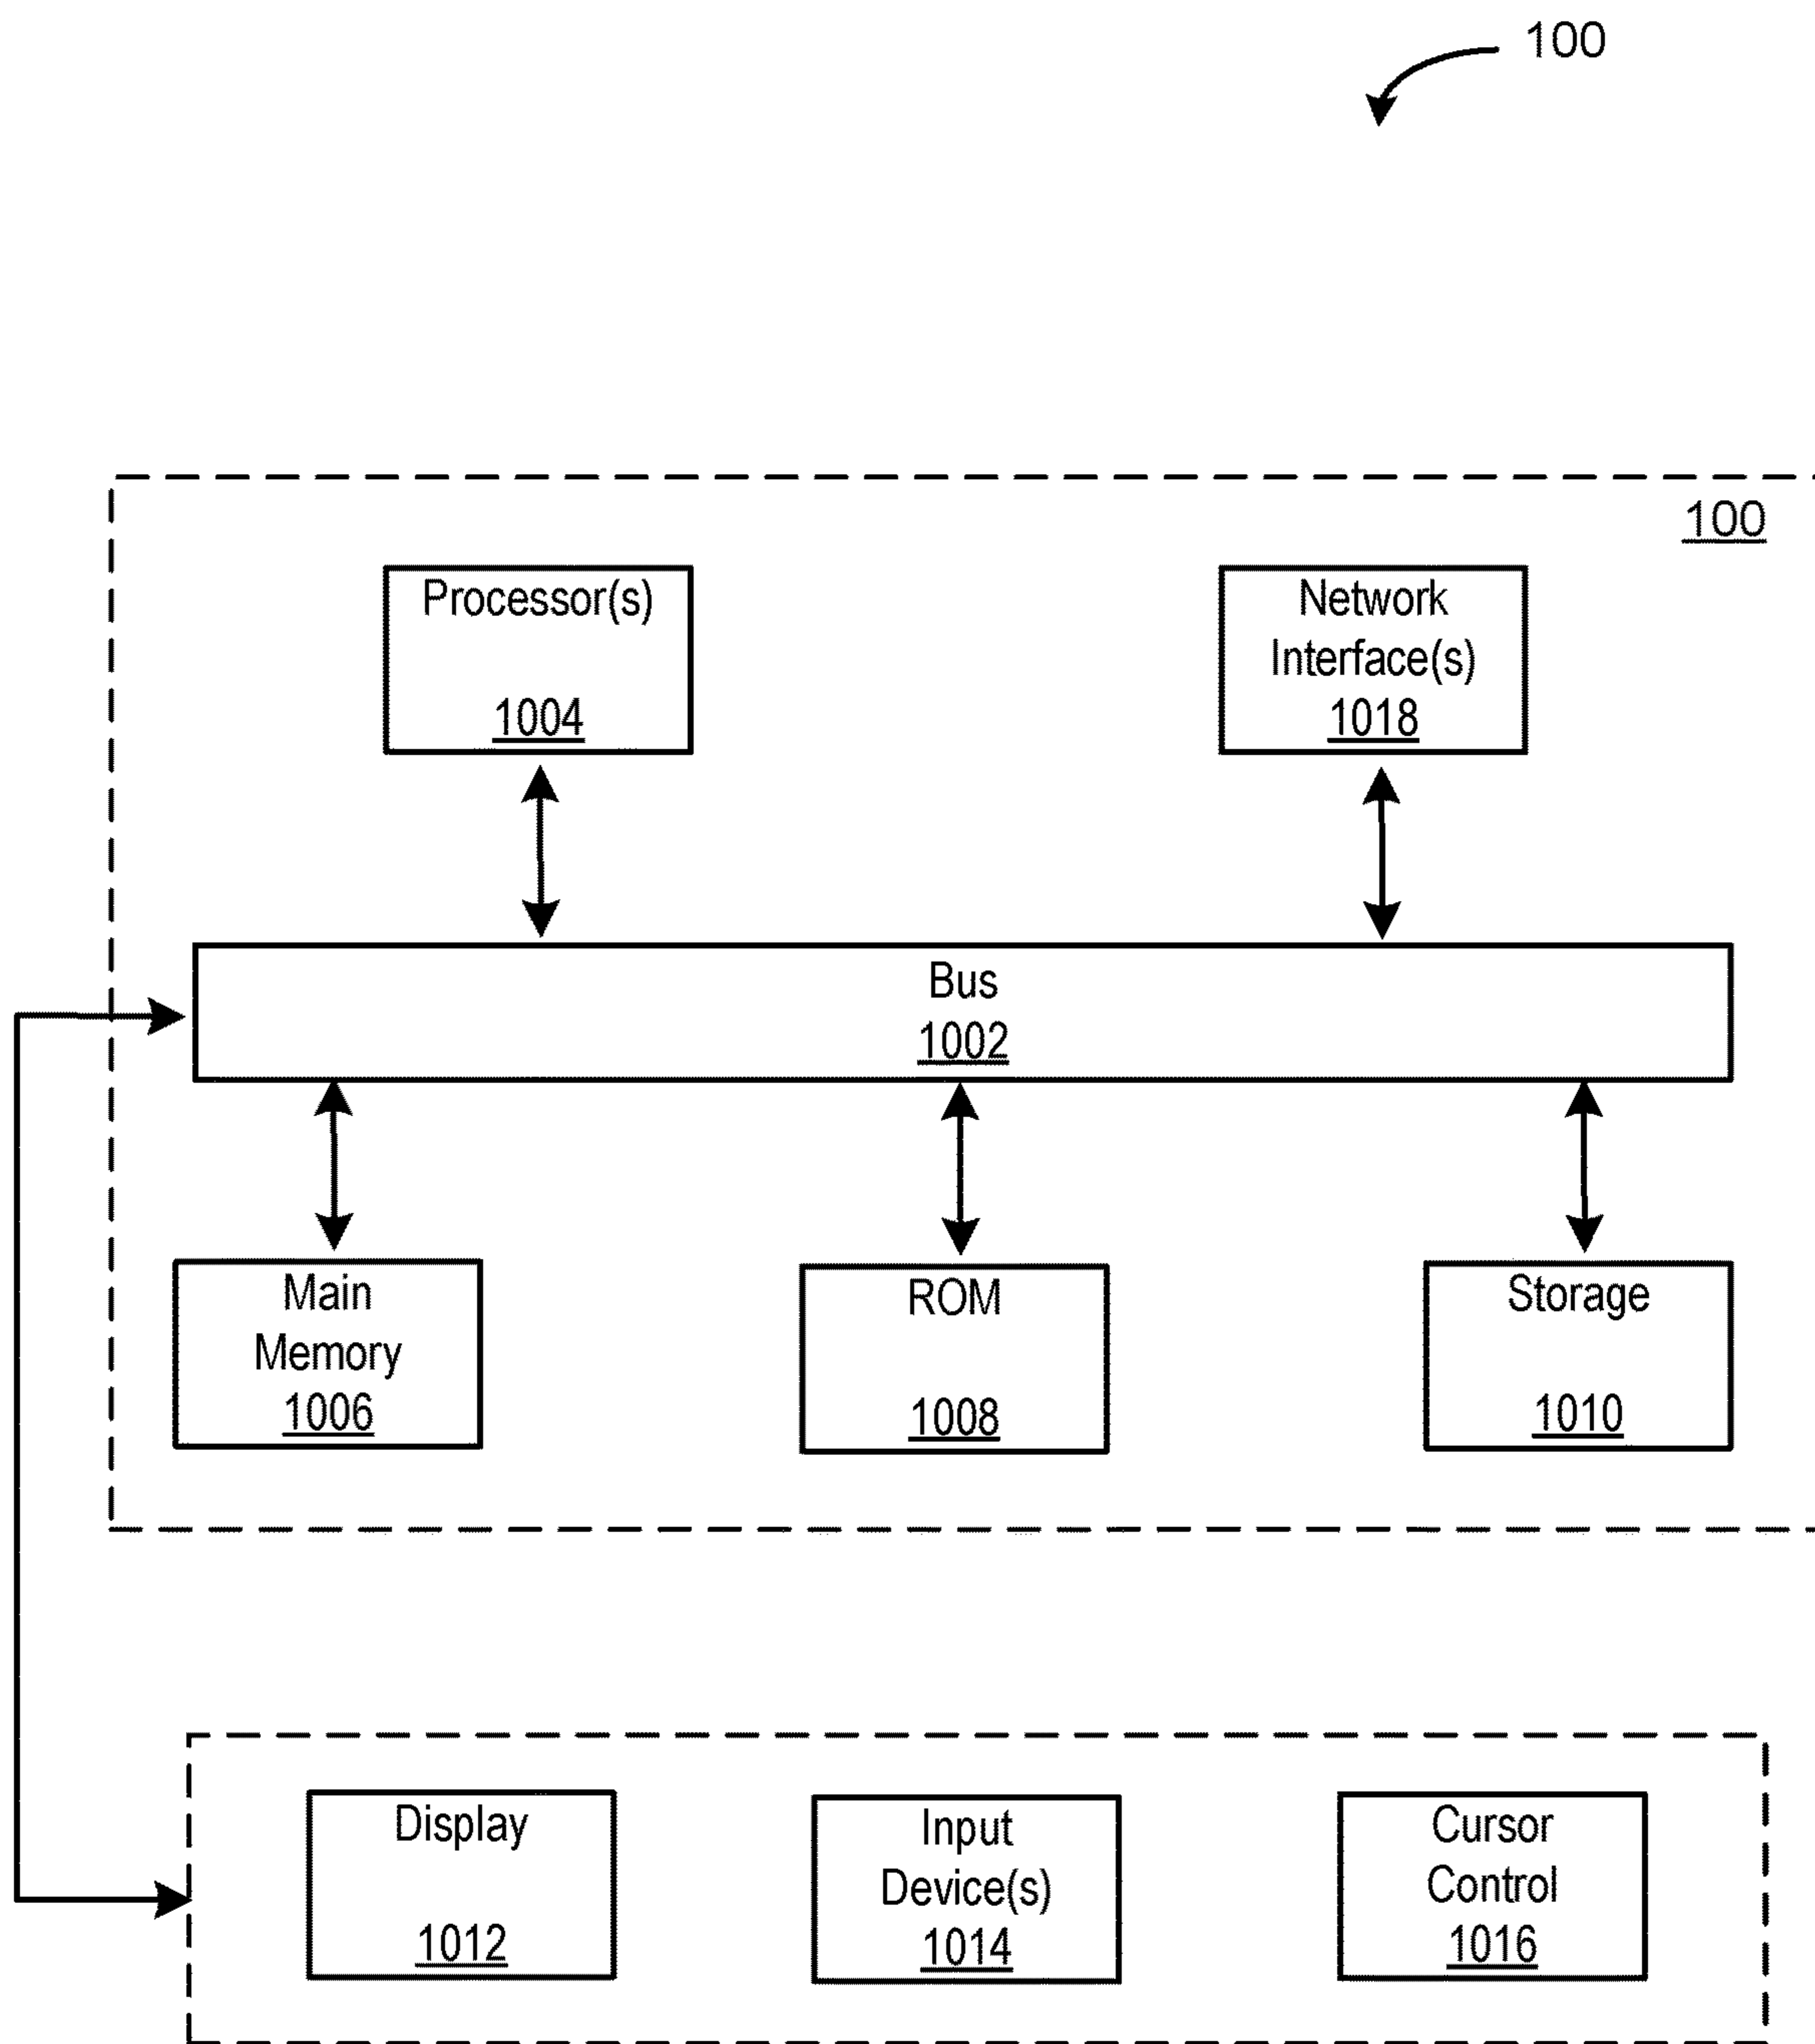 100
100
Processor(s)
1004
Network
Interface(s)
1018
Bus
1002
Main
Memory
1006
ROM
1008
Storage
1010
Display
1012
Input
Device(s)
1014
Cursor
Control
1016